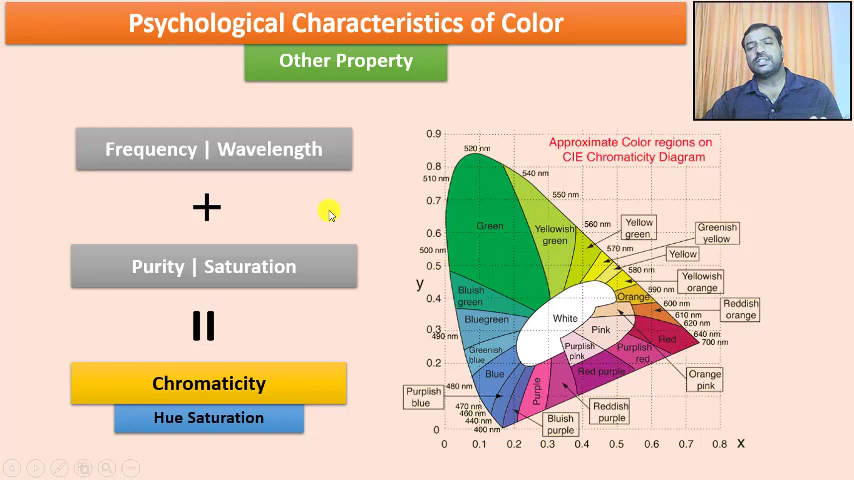 Psychological Characteristics of Color
Other Property
Frequency | Wavelength
+
Purity | Saturation
=
Chromaticity
Hue Saturation
Approximate Color regions on
CIE Chromaticity Diagram
y
0.9
0.8
0.7
0.6
0.5
0.4
0.3
0.2
0.1
0
0
0.1
0.2
0.3
0.4
0.5
0.6
0.7
0.8
x
520 nm
510 nm
500 nm
490 nm
480 nm
470 nm
460 nm
440 nm
400 nm
540 nm
550 nm
560 nm
570 nm
580 nm
590 nm
600 nm
610 nm
620 nm
640 nm
700 nm
Green
Yellowish
green
Yellow
green
Greenish
yellow
Yellow
Yellowish
orange
Orange
Reddish
orange
Red
Orange
pink
Pink
White
Purplish
pink
Purplish
red
Red purple
Reddish
purple
Purple
Bluish
purple
Purplish
blue
Blue
Greenish
blue
Bluegreen
Bluish
green